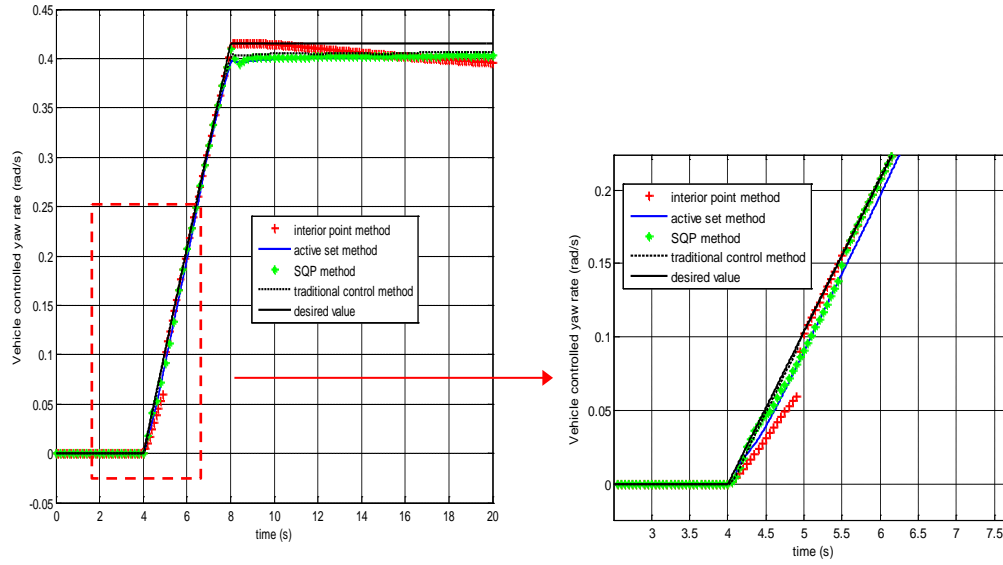 0.45
0.4
0.35
0.3
0.25
0.2
0.15
0.1
0.05
0
-0.05
Vehicle controlled yaw rate (rad/s)
interior point method
active set method
SQP method
traditional control method
desired value
0 2 4 6 8 10 12 14 16 18 20
time (s)
0.2
0.15
0.1
0.05
0
Vehicle controlled yaw rate (rad/s)
interior point method
active set method
SQP method
traditional control method
desired value
3 3.5 4 4.5 5 5.5 6 6.5 7 7.5
time (s)